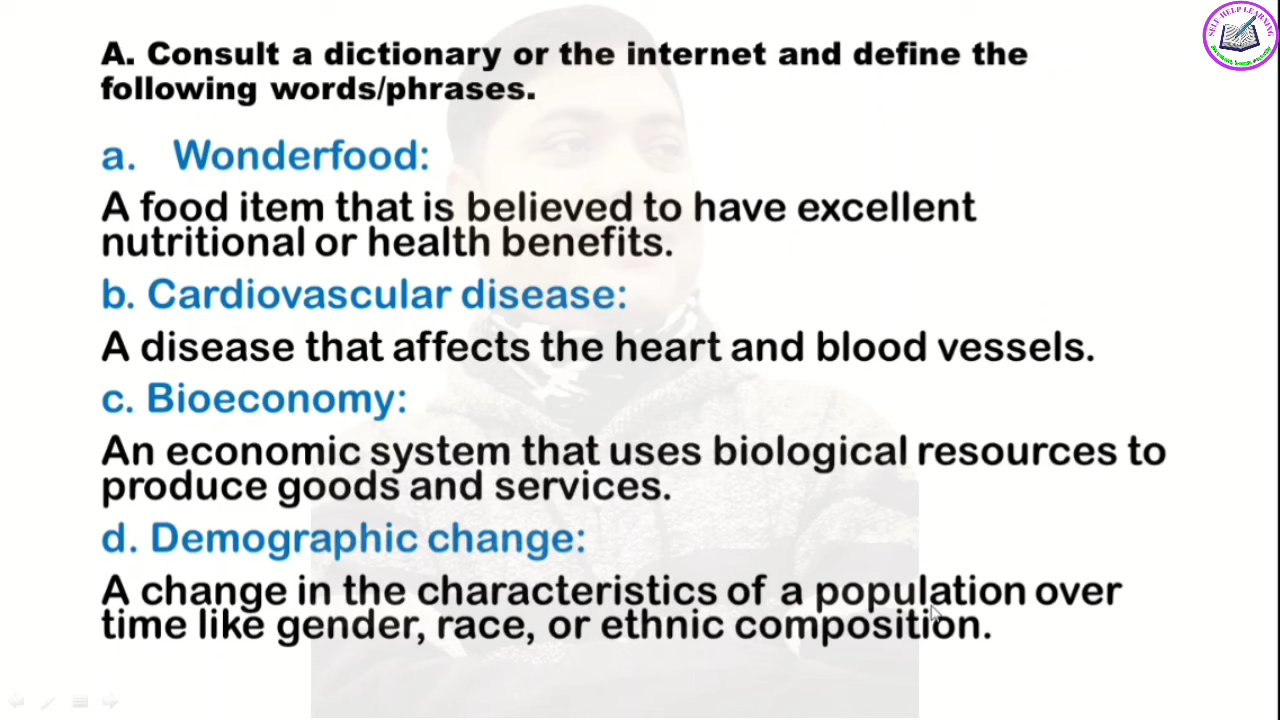 SELF-HELP LEARNING
A. Consult a dictionary or the internet and define the
following words/phrases.
a. Wonderfood:
A food item that is believed to have excellent
nutritional or health benefits.
b. Cardiovascular disease:
A disease that affects the heart and blood vessels.
c. Bioeconomy:
An economic system that uses biological resources to
produce goods and services.
d. Demographic change:
A change in the characteristics of a population over
time like gender, race, or ethnic composition.